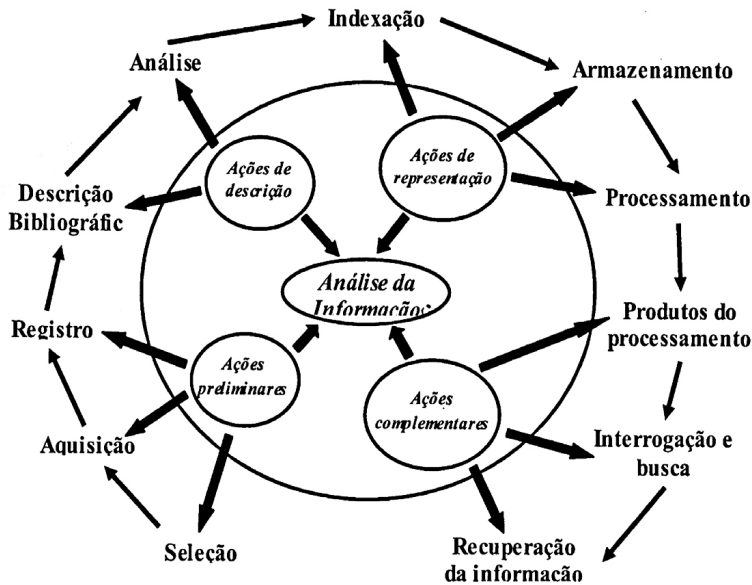 Indexação
Análise
Armazenamento
Ações de
descrição
Ações de
representação
Descrição
Bibliográfic
Processamento
Análise da
Informaçãoç
Registro
Produtos do
processamento
Ações
preliminares
Ações
complementares
Aquisição
Interrogação e
busca
Seleção
Recuperação
da informação